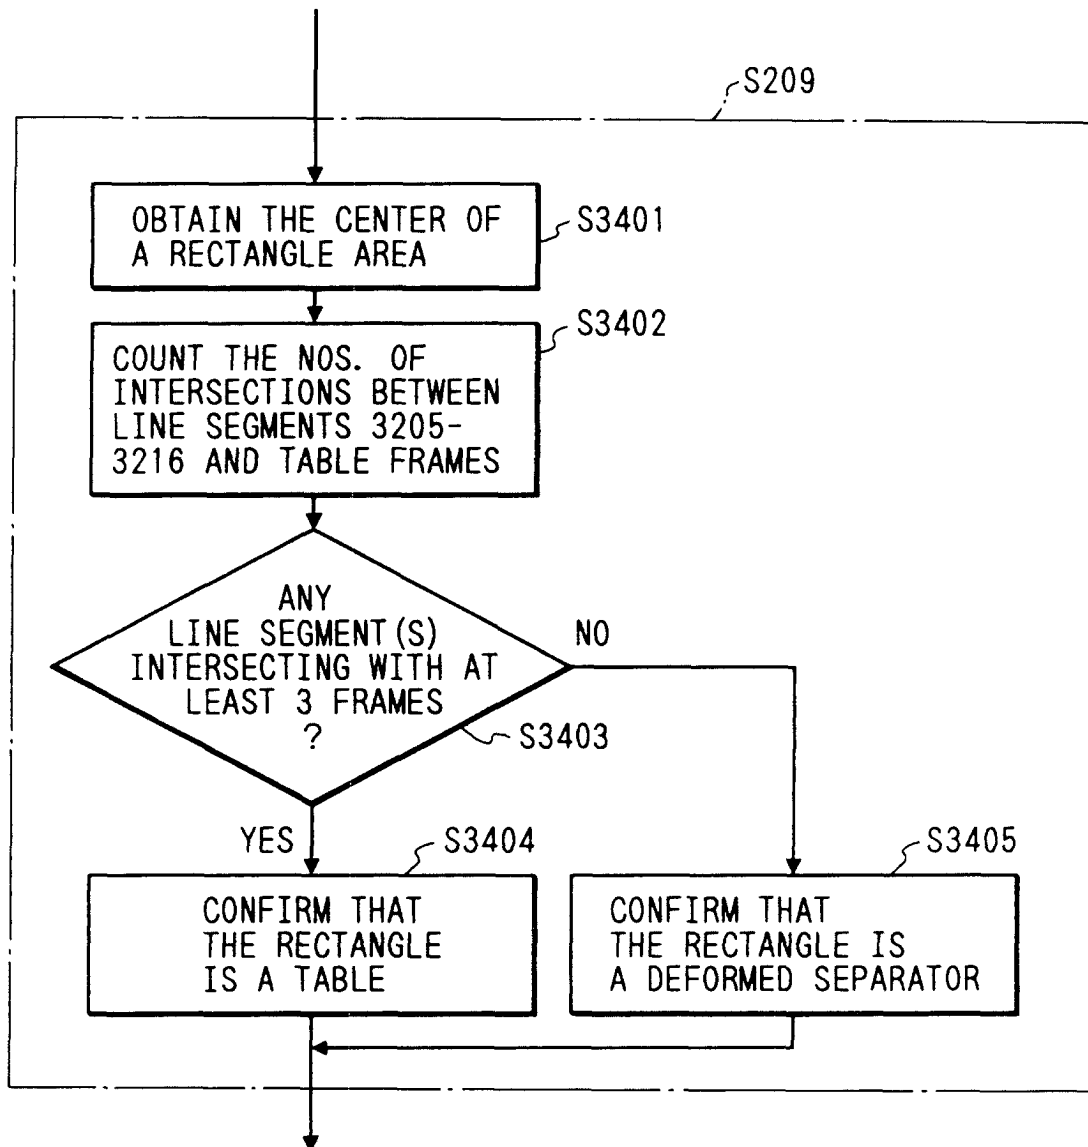 S209
OBTAIN THE CENTER OF
A RECTANGLE AREA
S3401
S3402
COUNT THE NOS. OF
INTERSECTIONS BETWEEN
LINE SEGMENTS 3205-
3216 AND TABLE FRAMES
ANY
LINE SEGMENT(S)
INTERSECTING WITH AT
LEAST 3 FRAMES
?
NO
S3403
YES
S3404
CONFIRM THAT
THE RECTANGLE
IS A TABLE
S3405
CONFIRM THAT
THE RECTANGLE IS
A DEFORMED SEPARATOR